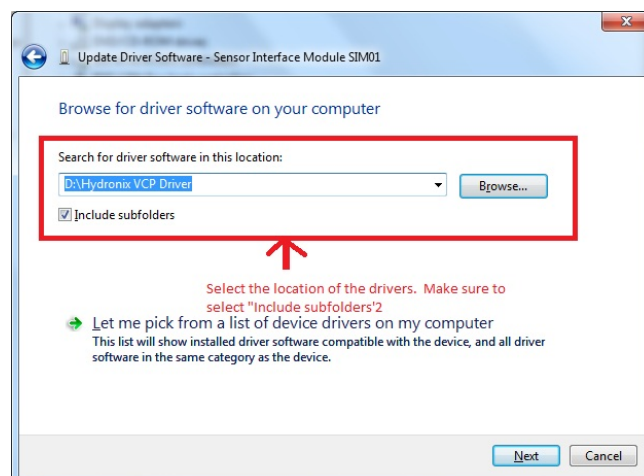 Display adapters
Update Driver Software - Sensor Interface Module SIM01
Browse for driver software on your computer
Search for driver software in this location:
D:\Hydronix VCP Driver
Browse...
Include subfolders
Select the location of the drivers. Make sure to
select "Include subfolders'2
Let me pick from a list of device drivers on my computer
This list will show installed driver software compatible with the device, and all driver
software in the same category as the device.
Next
Cancel